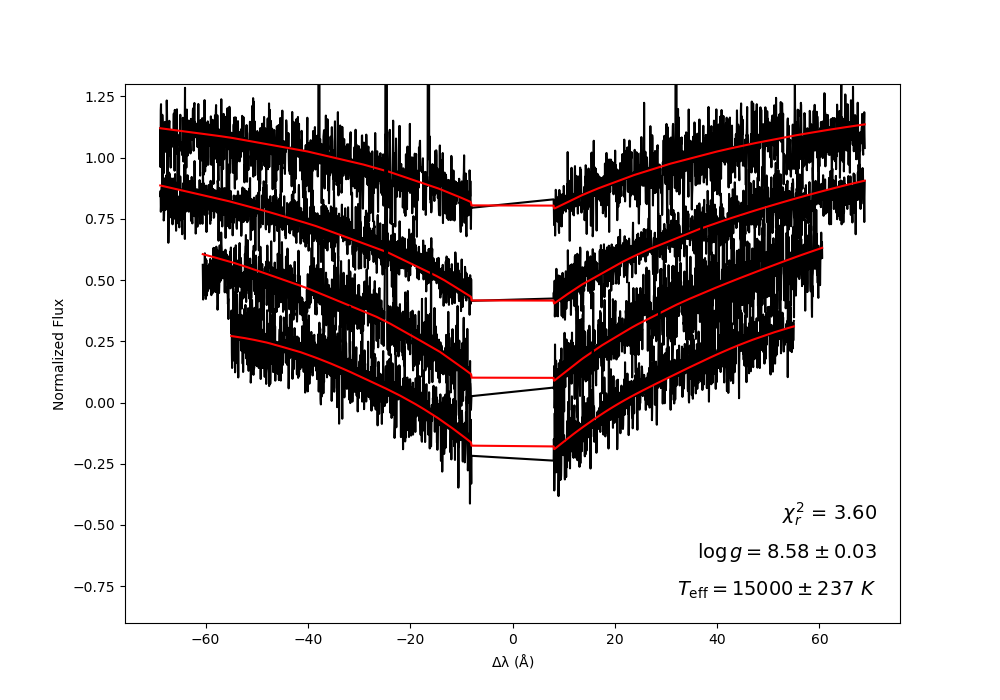 1.25
1.00
0.75
0.50
0.25
0.00
−0.25
−0.50
−0.75
Normalized Flux
χ²ᵣ = 3.60
log g = 8.58 ± 0.03
T_eff = 15000 ± 237 K
−60 −40 −20 0 20 40 60
Δλ (Å)